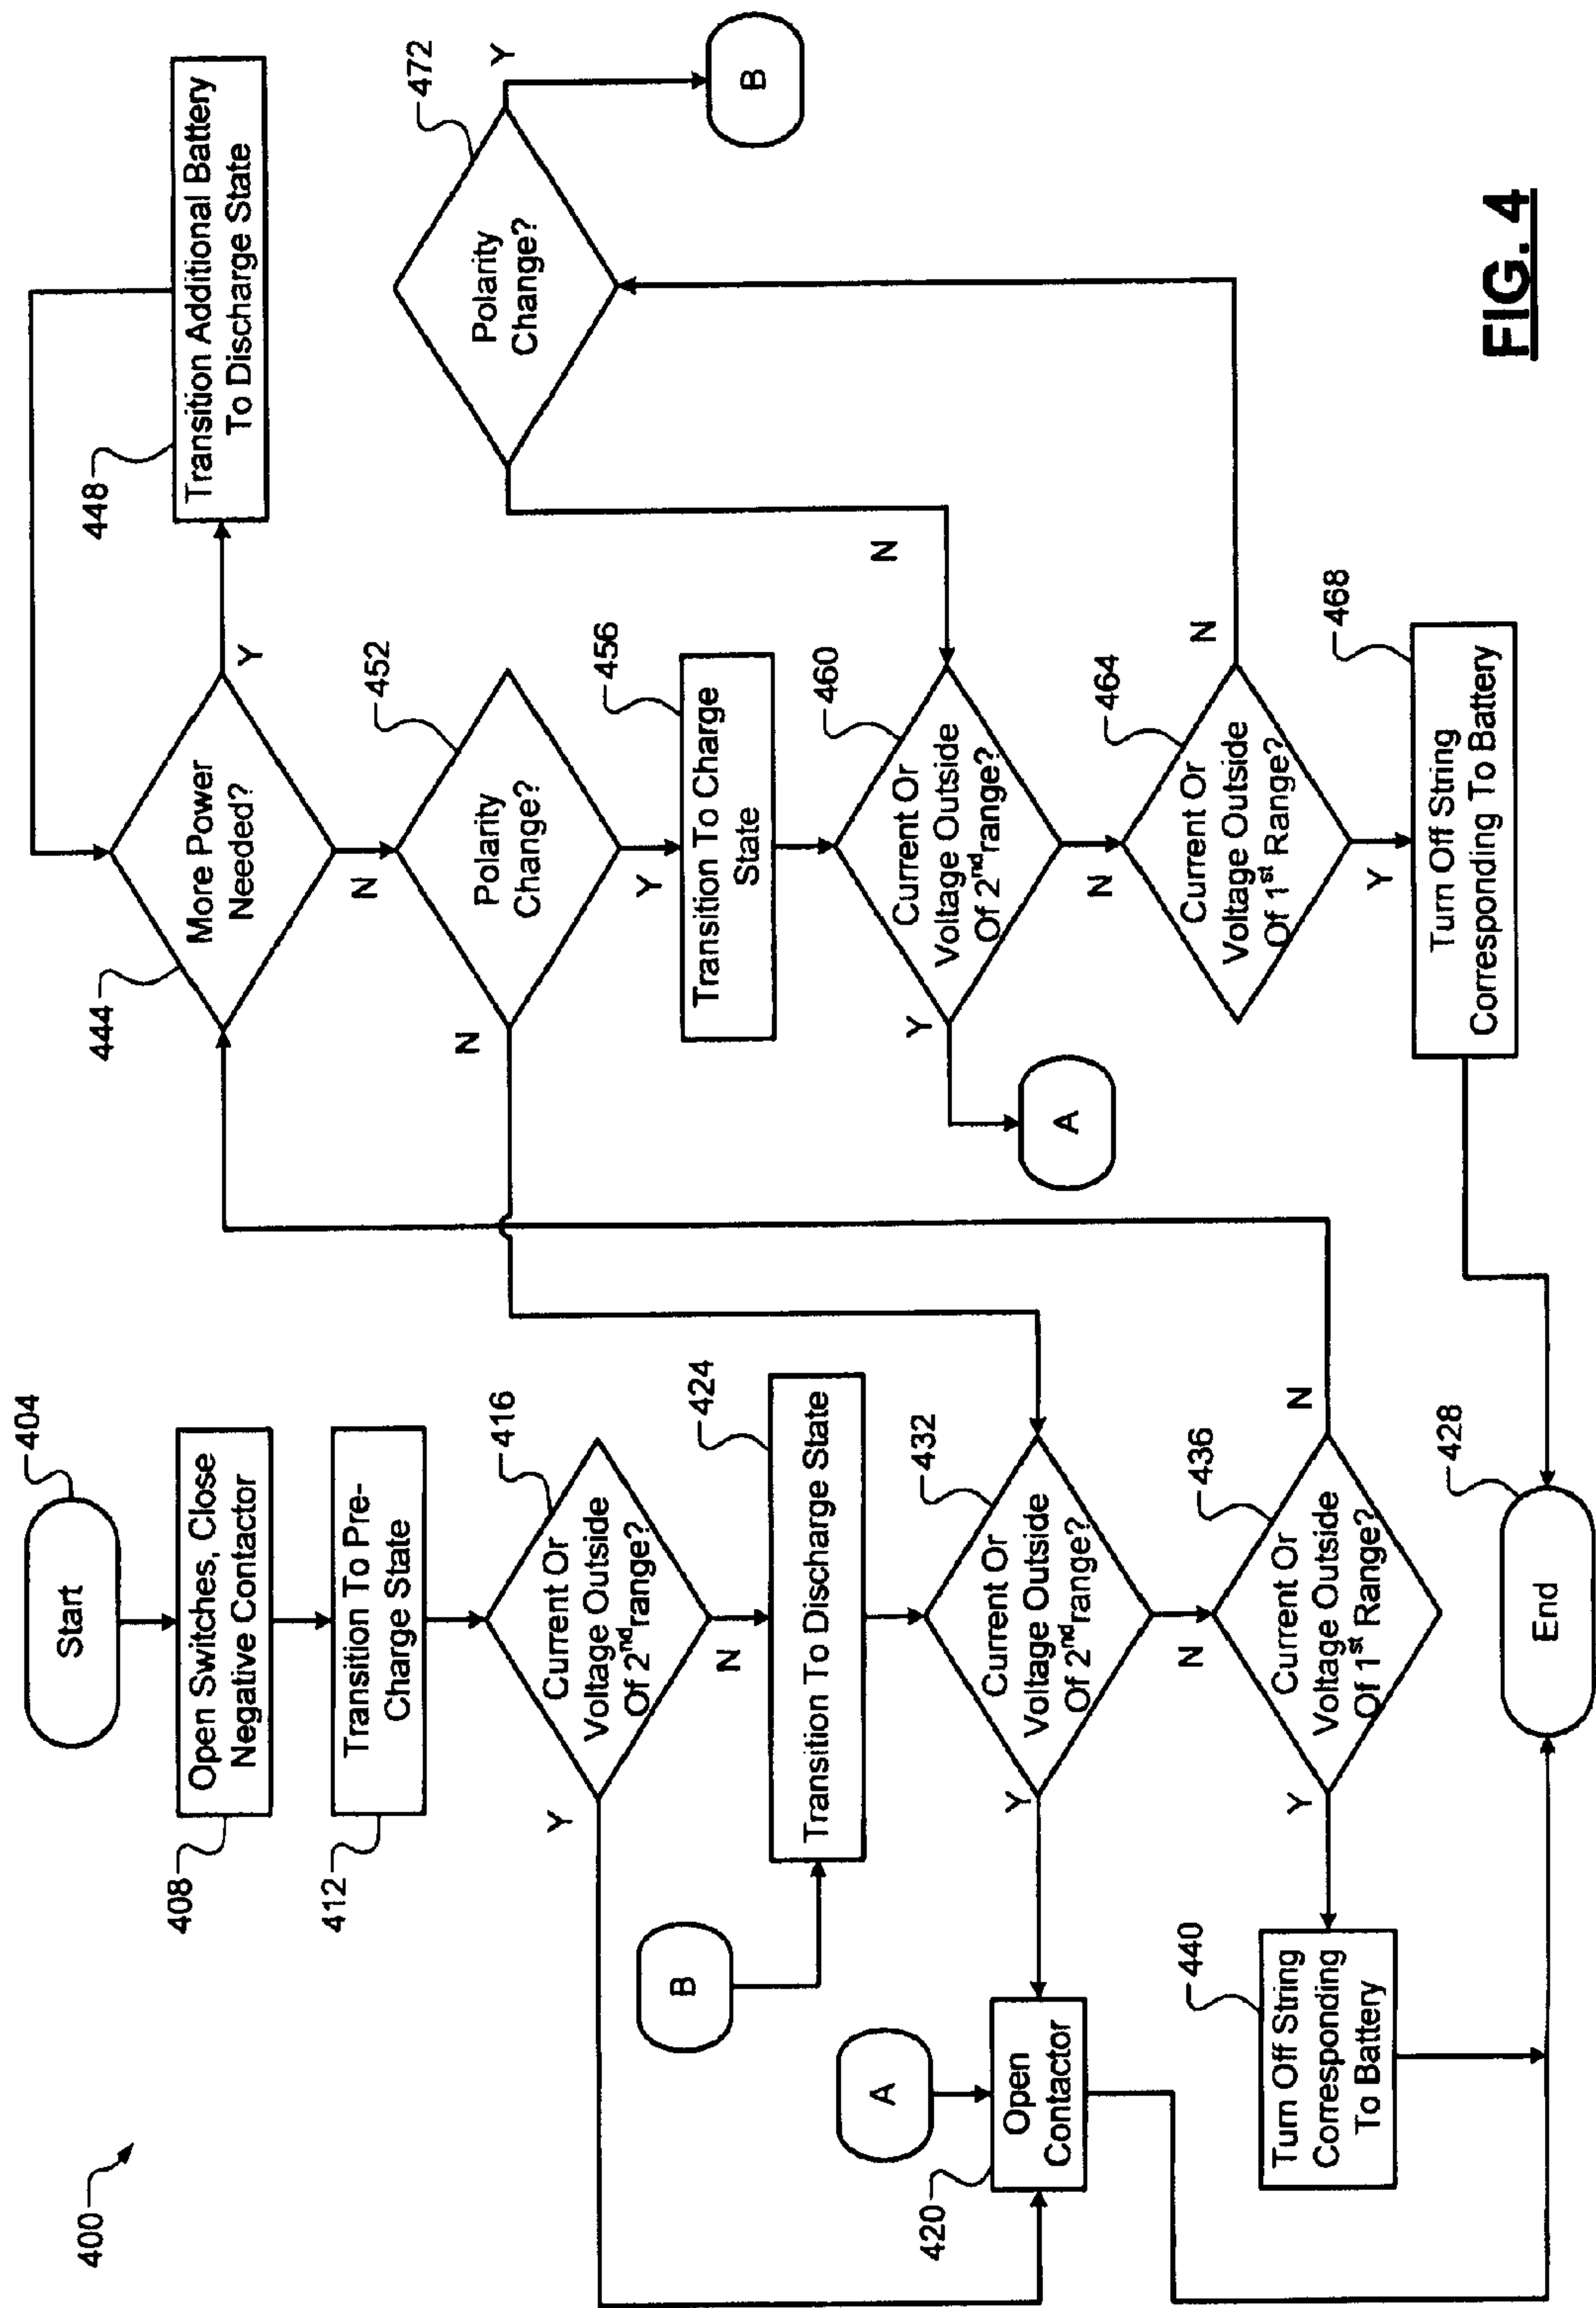 400
Start
404
Open Switches, Close
Negative Contactor
408
Transition To Pre-
Charge State
412
Current Or
Voltage Outside
Of 2nd range?
416
Y
N
B
Transition To Discharge State
424
A
Open
Contactor
420
Current Or
Voltage Outside
Of 2nd range?
432
Y
N
Current Or
Voltage Outside
Of 1st Range?
436
Y
N
Turn Off String
Corresponding
To Battery
440
End
428
More Power
Needed?
444
Y
N
Transition Additional Battery
To Discharge State
448
Polarity
Change?
452
N
Y
Transition To Charge
State
456
Current Or
Voltage Outside
Of 2nd range?
460
Y
N
A
Current Or
Voltage Outside
Of 1st Range?
464
N
Y
Turn Off String
Corresponding To Battery
468
Polarity
Change?
472
Y
N
B
FIG. 4